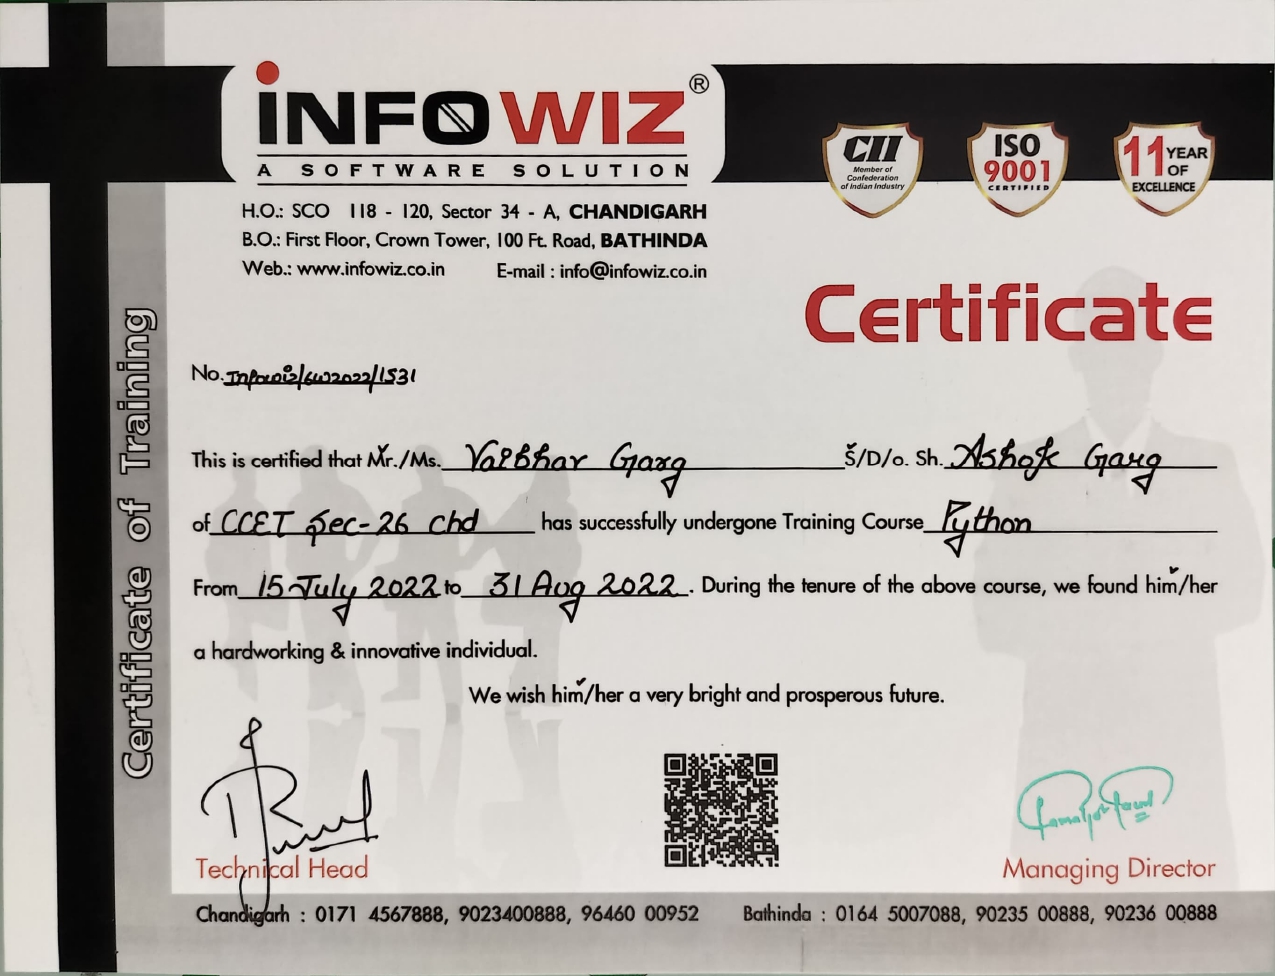 INFOWIZ®
A SOFTWARE SOLUTION
H.O.: SCO 118 - 120, Sector 34 - A, CHANDIGARH
B.O.: First Floor, Crown Tower, 100 Ft. Road, BATHINDA
Web.: www.infowiz.co.in E-mail : info@infowiz.co.in
CII
Member of
Confederation
of Indian Industry
ISO
9001
CERTIFIED
11 YEAR
OF
EXCELLENCE
Certificate
Certificate of Training
No. Infowiz/6W2022/1531
This is certified that Mr./Ms. Vaibhav Garg S/D/o. Sh. Ashok Garg
of CCET Sec-26 Chd has successfully undergone Training Course Python
From 15 July 2022 to 31 Aug 2022. During the tenure of the above course, we found him/her
a hardworking & innovative individual.
We wish him/her a very bright and prosperous future.
Technical Head
Managing Director
Chandigarh : 0171 4567888, 9023400888, 96460 00952 Bathinda : 0164 5007088, 90235 00888, 90236 00888